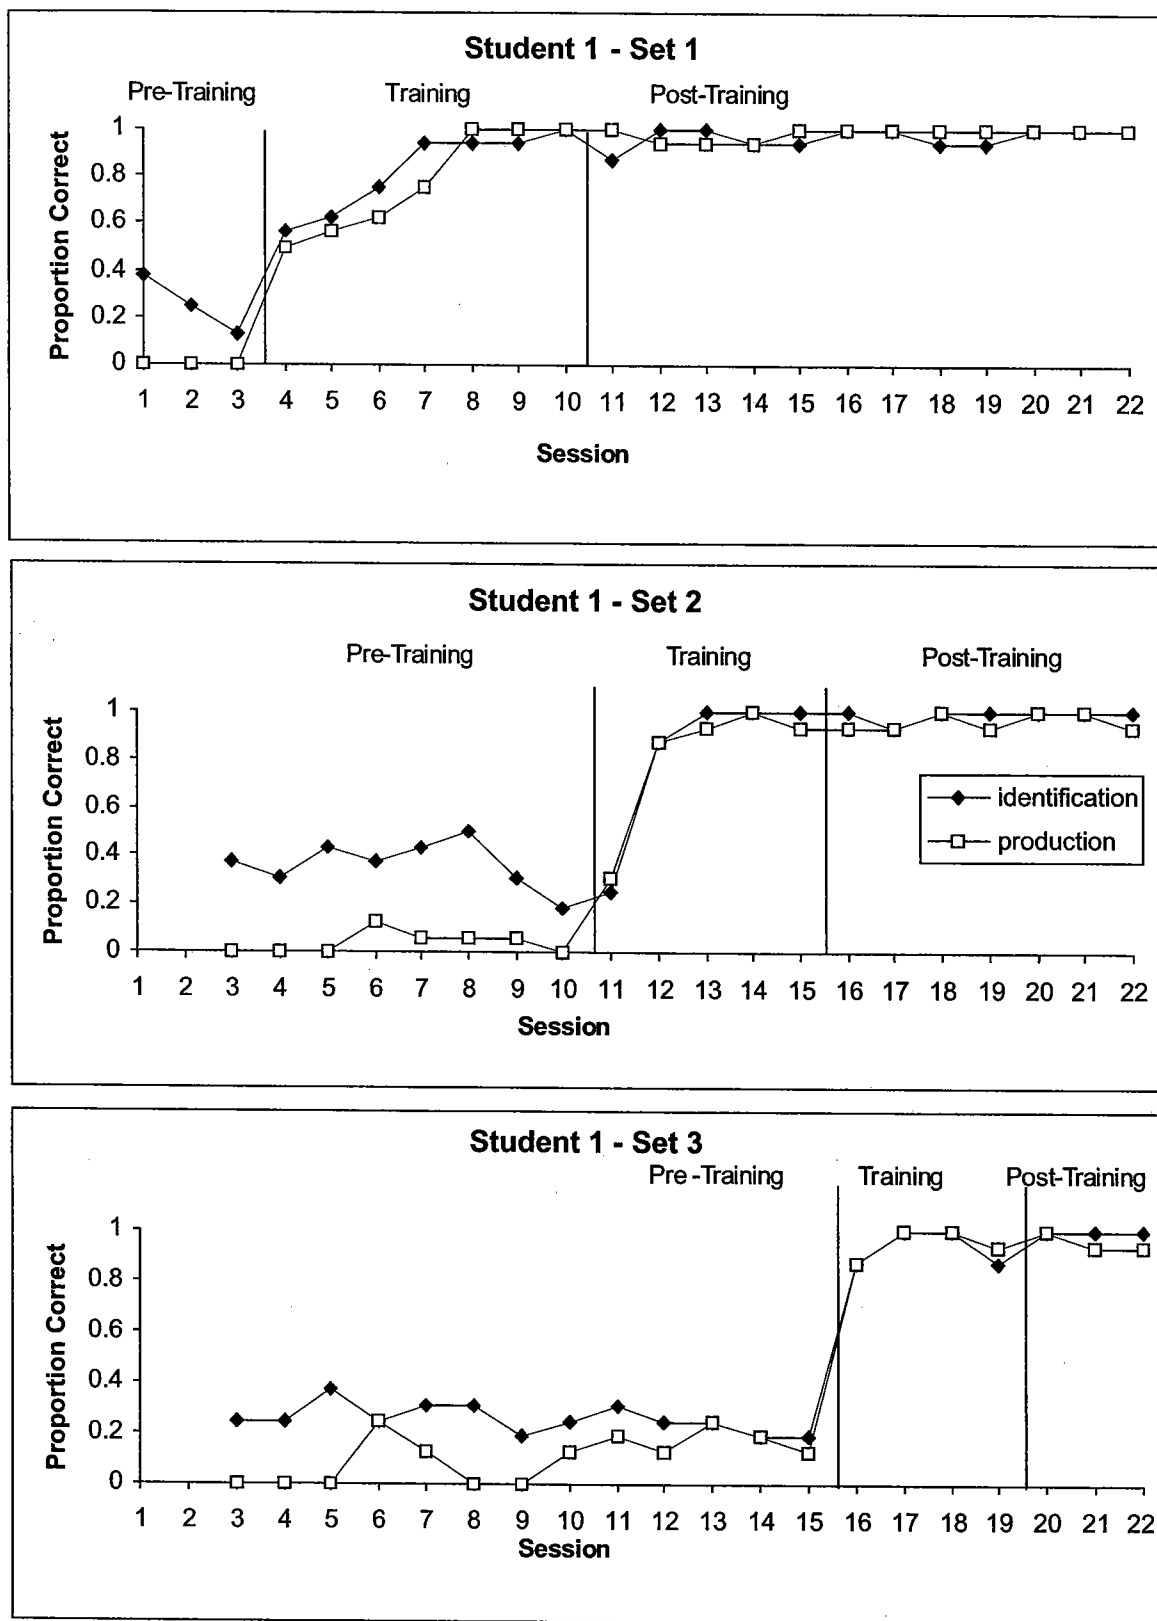 Student 1 - Set 1
Pre-Training Training Post-Training
Proportion Correct
1
0.8
0.6
0.4
0.2
0
1 2 3 4 5 6 7 8 9 10 11 12 13 14 15 16 17 18 19 20 21 22
Session
Student 1 - Set 2
Pre-Training Training Post-Training
Proportion Correct
1
0.8
0.6
0.4
0.2
0
identification
production
1 2 3 4 5 6 7 8 9 10 11 12 13 14 15 16 17 18 19 20 21 22
Session
Student 1 - Set 3
Pre-Training Training Post-Training
Proportion Correct
1
0.8
0.6
0.4
0.2
0
1 2 3 4 5 6 7 8 9 10 11 12 13 14 15 16 17 18 19 20 21 22
Session